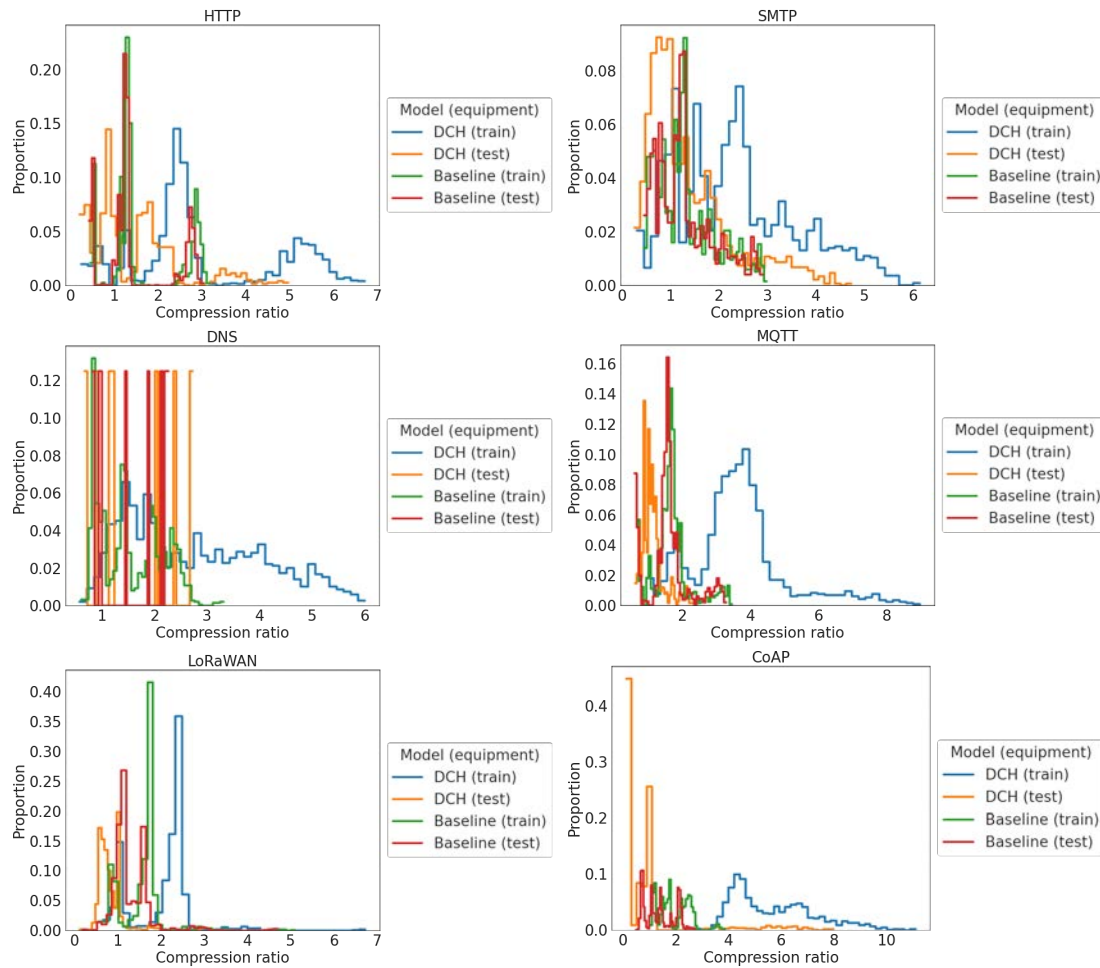 HTTP
Proportion
0.20
0.15
0.10
0.05
0.00
0 1 2 3 4 5 6 7
Compression ratio
Model (equipment)
DCH (train)
DCH (test)
Baseline (train)
Baseline (test)
SMTP
Proportion
0.08
0.06
0.04
0.02
0.00
0 1 2 3 4 5 6
Compression ratio
Model (equipment)
DCH (train)
DCH (test)
Baseline (train)
Baseline (test)
DNS
Proportion
0.12
0.10
0.08
0.06
0.04
0.02
0.00
1 2 3 4 5 6
Compression ratio
Model (equipment)
DCH (train)
DCH (test)
Baseline (train)
Baseline (test)
MQTT
Proportion
0.16
0.14
0.12
0.10
0.08
0.06
0.04
0.02
0.00
2 4 6 8
Compression ratio
Model (equipment)
DCH (train)
DCH (test)
Baseline (train)
Baseline (test)
LoRaWAN
Proportion
0.40
0.35
0.30
0.25
0.20
0.15
0.10
0.05
0.00
0 1 2 3 4 5 6 7
Compression ratio
Model (equipment)
DCH (train)
DCH (test)
Baseline (train)
Baseline (test)
CoAP
Proportion
0.4
0.3
0.2
0.1
0.0
0 2 4 6 8 10
Compression ratio
Model (equipment)
DCH (train)
DCH (test)
Baseline (train)
Baseline (test)